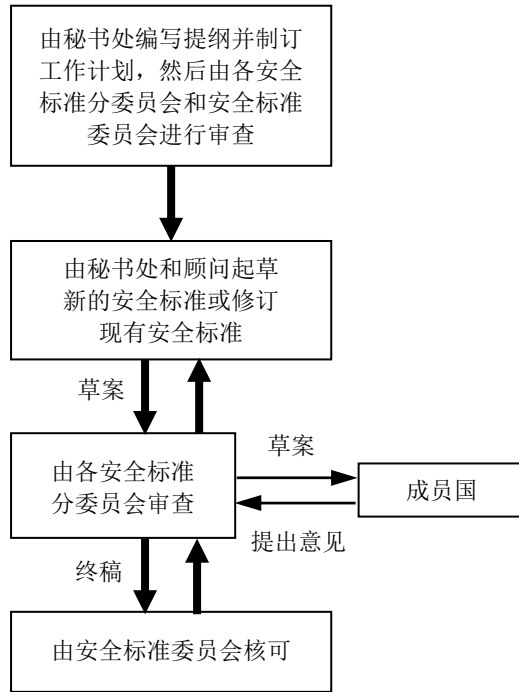 由秘书处编写提纲并制订
工作计划，然后由各安全
标准分委员会和安全标准
委员会进行审查
由秘书处和顾问起草
新的安全标准或修订
现有安全标准
草案
由各安全标准
分委员会审查
草案
成员国
提出意见
终稿
由安全标准委员会核可